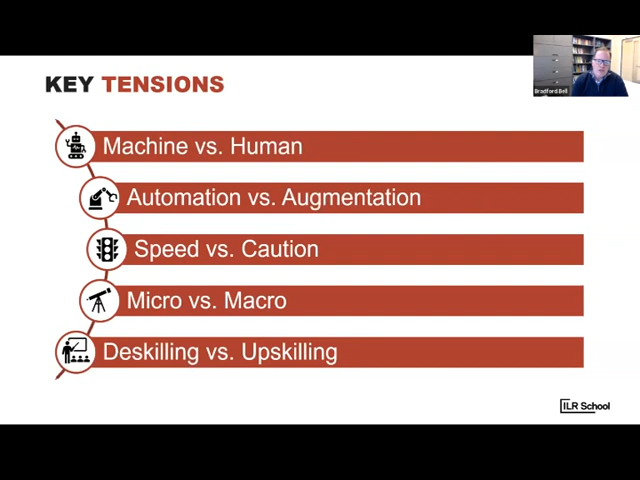 KEY TENSIONS
Bradford Bell
Machine vs. Human
Automation vs. Augmentation
Speed vs. Caution
Micro vs. Macro
Deskilling vs. Upskilling
ILR School